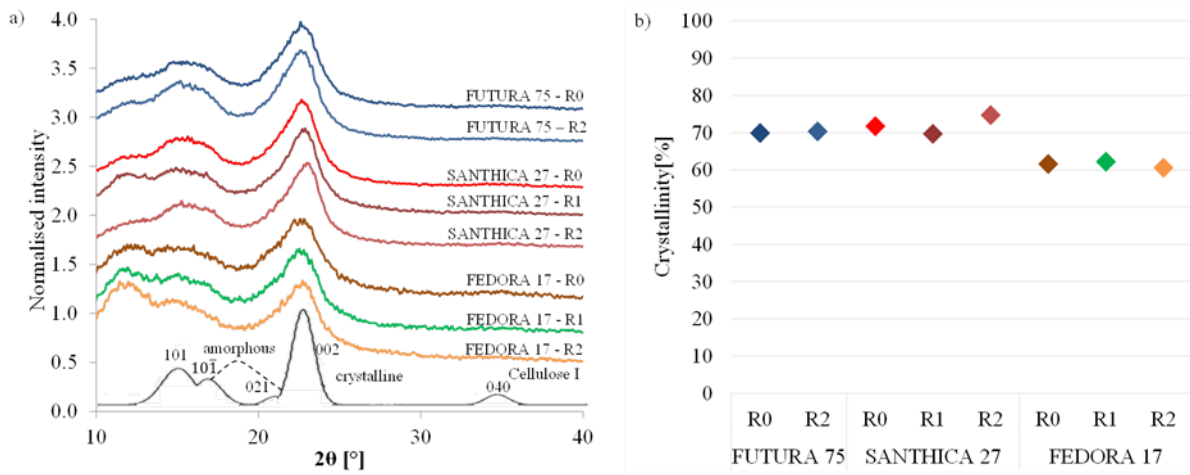 a)
Normalised intensity
4.0
3.5
3.0
2.5
2.0
1.5
1.0
0.5
0.0
FUTURA 75 - R0
FUTURA 75 – R2
SANTHICA 27 - R0
SANTHICA 27 - R1
SANTHICA 27 - R2
FEDORA 17 - R0
FEDORA 17 - R1
FEDORA 17 - R2
amorphous
101
101̅
021
002
crystalline
Cellulose I
040
10
20
30
40
2θ [°]
b)
Crystallinity[%]
100
90
80
70
60
50
40
30
20
10
0
R0 R2 R0 R1 R2 R0 R1 R2
FUTURA 75 SANTHICA 27 FEDORA 17